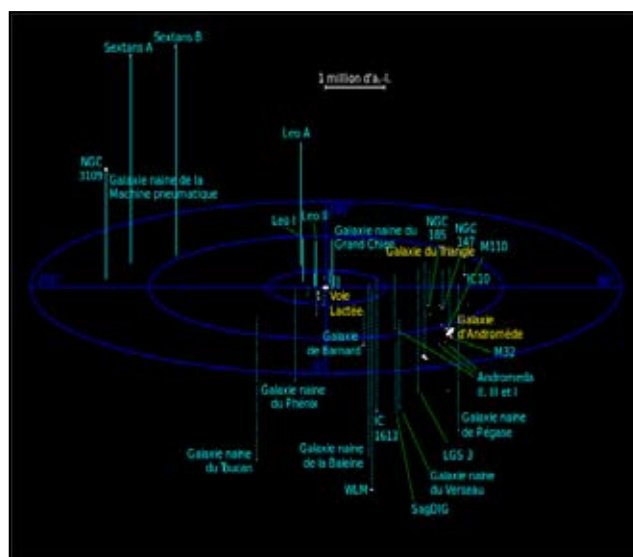 Sextans B
Sextans A
1 million d'a.-l.
Leo A
NGC
3109
Galaxie naine de la
Machine pneumatique
Leo I
Leo II
Galaxie naine du
Grand Chien
NGC
185
NGC
147
M110
Galaxie du Triangle
IC10
Voie
Lactée
Galaxie
d'Andromède
Galaxie
de Barnard
M32
Andromeda
II, III et I
Galaxie naine
du Phénix
IC
1613
Galaxie naine
de Pégase
Galaxie naine
du Toucan
Galaxie naine
de la Baleine
LGS 3
Galaxie naine
du Verseau
WLM
SagDIG